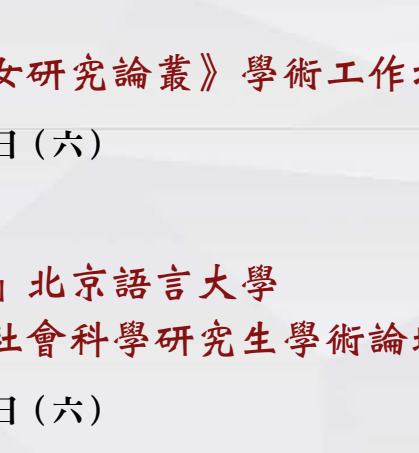 女研究論叢》學術工作
日（六）
」北京語言大學
社會科學研究生學術論
日（六）